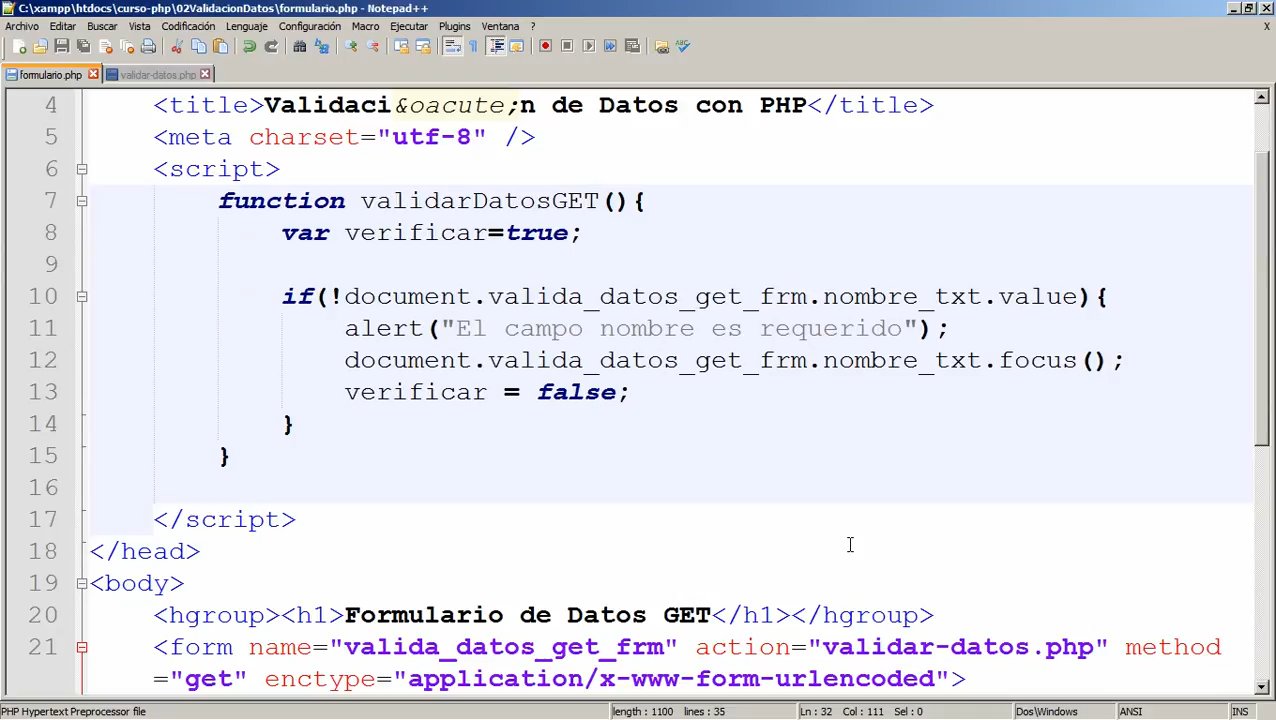 C:\xampp\htdocs\curso-php\02ValidacionDatos\formulario.php - Notepad++
Archivo Editar Buscar Vista Codificación Lenguaje Configuración Macro Ejecutar Plugins Ventana ? X
formulario.php validar-datos.php
4 <title>Validaci&oacute;n de Datos con PHP</title>
5 <meta charset="utf-8" />
6 <script>
7 function validarDatosGET(){
8 var verificar=true;
9
10 if(!document.valida_datos_get_frm.nombre_txt.value){
11 alert("El campo nombre es requerido");
12 document.valida_datos_get_frm.nombre_txt.focus();
13 verificar = false;
14 }
15 }
16
17 </script>
18 </head>
19 <body>
20 <hgroup><h1>Formulario de Datos GET</h1></hgroup>
21 <form name="valida_datos_get_frm" action="validar-datos.php" method
="get" enctype="application/x-www-form-urlencoded">
PHP Hypertext Preprocessor file length : 1100 lines : 35 Ln : 32 Col : 111 Sel : 0 Dos\Windows ANSI INS